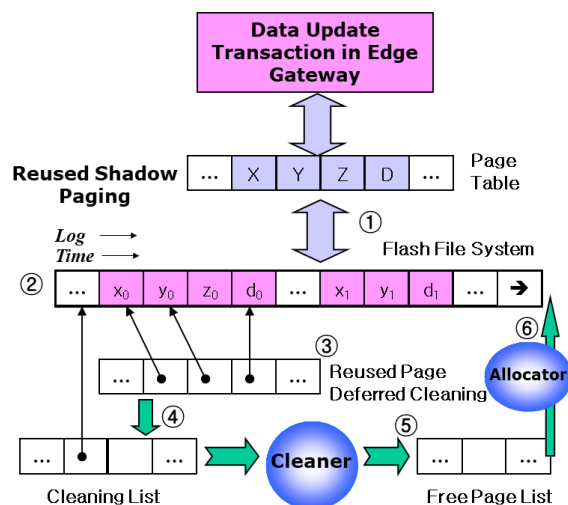 Data Update
Transaction in Edge
Gateway
... X Y Z D ...
Page
Table
Reused Shadow
Paging
①
Log
Time
Flash File System
②
... x0 y0 z0 d0 ... x1 y1 d1 ... ➔
③
⑥
... ...
Reused Page
Deferred Cleaning
Allocator
④
⑤
... ...
Cleaner
... ...
Cleaning List
Free Page List